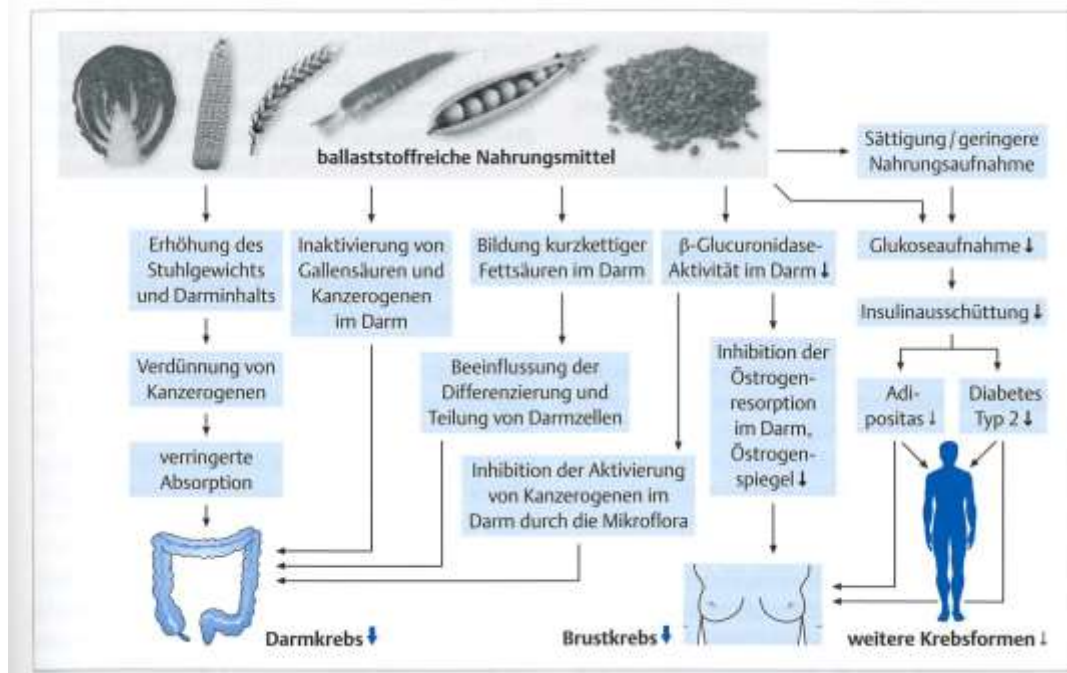 ballaststoffreiche Nahrungsmittel
Sättigung / geringere
Nahrungsaufnahme
Erhöhung des
Stuhlgewichts
und Darminhalts
Inaktivierung von
Gallensäuren und
Kanzerogenen
im Darm
Bildung kurzkettiger
Fettsäuren im Darm
β-Glucuronidase-
Aktivität im Darm ↓
Glukoseaufnahme ↓
Insulinausschüttung ↓
Verdünnung von
Kanzerogenen
Beeinflussung der
Differenzierung und
Teilung von Darmzellen
Inhibition der
Östrogen-
resorption
im Darm,
Östrogen-
spiegel ↓
Adi-
positas ↓
Diabetes
Typ 2 ↓
verringerte
Absorption
Inhibition der Aktivierung
von Kanzerogenen im
Darm durch die Mikroflora
Darmkrebs ↓
Brustkrebs ↓
weitere Krebsformen ↓